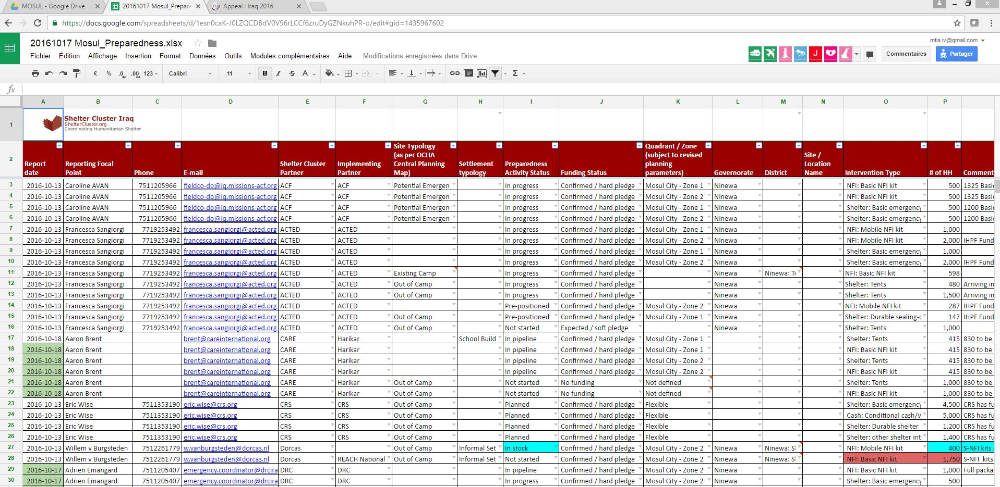 MOSUL - Google Drive
20161017 Mosul_Prepare
Appeal : Iraq 2016
https://docs.google.com/spreadsheets/d/1esn0caK-J0LZQCDBdV0V96rLCCf6zruDyGZNkuhPR-o/edit#gid=1435967602
20161017 Mosul_Preparedness.xlsx
mtia.iv@gmail.com
Fichier Édition Affichage Insertion Format Données Outils Modules complémentaires Aide Modifications enregistrées dans Drive
J
Commentaires
Partager
£ % .0 .00 123 Calibri 11 B I S A Σ
fx
A B C D E F G H I J K L M N O P
1
Shelter Cluster Iraq
ShelterCluster.org
Coordinating Humanitarian Shelter
2 Report date Reporting Focal Point Phone E-mail Shelter Cluster Partner Implementing Partner Site Typology (as per OCHA Central Planning Map) Settlement typology Preparedness Activity Status Funding Status Quadrant / Zone (subject to revised planning parameters) Governorate District Site / Location Name Intervention Type # of HH Comment
3 2016-10-13 Caroline AVAN 7511205966 fieldco-do@iq.missions-acf.org ACF ACF Potential Emergen In progress Confirmed / hard pledge Mosul City - Zone 1 Ninewa NFI: Basic NFI kit 500 1325 Basic
4 2016-10-13 Caroline AVAN 7511205966 fieldco-do@iq.missions-acf.org ACF ACF Potential Emergen In progress Confirmed / hard pledge Mosul City - Zone 2 Ninewa NFI: Basic NFI kit 500 1325 Basic
5 2016-10-13 Caroline AVAN 7511205966 fieldco-do@iq.missions-acf.org ACF ACF Potential Emergen In progress Confirmed / hard pledge Mosul City - Zone 1 Ninewa Shelter: Basic emergency 500 1200 Basic
6 2016-10-13 Caroline AVAN 7511205966 fieldco-do@iq.missions-acf.org ACF ACF Potential Emergen In progress Confirmed / hard pledge Mosul City - Zone 2 Ninewa Shelter: Basic emergency 500 1200 Basic
7 2016-10-13 Francesca Sangiorgi 7719253492 francesca.sangiorgi@acted.org ACTED ACTED In progress Confirmed / hard pledge Mosul City - Zone 1 Ninewa NFI: Mobile NFI kit 1,000
8 2016-10-13 Francesca Sangiorgi 7719253492 francesca.sangiorgi@acted.org ACTED ACTED In progress Confirmed / hard pledge Mosul City - Zone 2 Ninewa NFI: Mobile NFI kit 2,000 IHPF Fund
9 2016-10-13 Francesca Sangiorgi 7719253492 francesca.sangiorgi@acted.org ACTED ACTED In progress Confirmed / hard pledge Mosul City - Zone 1 Ninewa Shelter: Basic emergency 1,000
10 2016-10-13 Francesca Sangiorgi 7719253492 francesca.sangiorgi@acted.org ACTED ACTED In progress Confirmed / hard pledge Mosul City - Zone 2 Ninewa Shelter: Basic emergency 2,000 IHPF Fund
11 2016-10-13 Francesca Sangiorgi 7719253492 francesca.sangiorgi@acted.org ACTED ACTED Existing Camp In progress Confirmed / hard pledge Ninewa Ninewa: Te NFI: Basic NFI kit 598
12 2016-10-13 Francesca Sangiorgi 7719253492 francesca.sangiorgi@acted.org ACTED ACTED Out of Camp In progress Confirmed / hard pledge Ninewa Shelter: Tents 480 Arriving in
13 2016-10-13 Francesca Sangiorgi 7719253492 francesca.sangiorgi@acted.org ACTED ACTED Out of Camp In progress Confirmed / hard pledge Ninewa Shelter: Tents 1,500 Arriving in
14 2016-10-13 Francesca Sangiorgi 7719253492 francesca.sangiorgi@acted.org ACTED ACTED Pre-positioned Confirmed / hard pledge Mosul City - Zone 2 Ninewa NFI: Mobile NFI kit 287 IHPF Fund
15 2016-10-13 Francesca Sangiorgi 7719253492 francesca.sangiorgi@acted.org ACTED ACTED Out of Camp Pre-positioned Confirmed / hard pledge Mosul City - Zone 1 Ninewa Shelter: Durable sealing- 147 IHPF Fund
16 2016-10-13 Francesca Sangiorgi 7719253492 francesca.sangiorgi@acted.org ACTED ACTED Out of Camp Not started Expected / soft pledge Ninewa Shelter: Tents 1,000
17 2016-10-18 Aaron Brent brent@careinternational.org CARE Harikar School Build In pipeline Confirmed / hard pledge Mosul City - Zone 1 Shelter: Tents 415 830 to be
18 2016-10-18 Aaron Brent brent@careinternational.org CARE Harikar In pipeline Confirmed / hard pledge Mosul City - Zone 1 NFI: Basic NFI kit 415 830 to be
19 2016-10-18 Aaron Brent brent@careinternational.org CARE Harikar In pipeline Confirmed / hard pledge Mosul City - Zone 2 Shelter: Tents 415 830 to be
20 2016-10-18 Aaron Brent brent@careinternational.org CARE Harikar In pipeline Confirmed / hard pledge Mosul City - Zone 2 NFI: Basic NFI kit 415 830 to be
21 2016-10-18 Aaron Brent brent@careinternational.org CARE Harikar Out of Camp Not started No funding Not defined Shelter: Tents 1,000 830 to be
22 2016-10-18 Aaron Brent brent@careinternational.org CARE Harikar Out of Camp Not started No funding Not defined NFI: Basic NFI kit 1,000 830 to be
23 2016-10-13 Eric Wise 7511353190 eric.wise@crs.org CRS CRS Out of Camp Planned Confirmed / hard pledge Flexible Shelter: Basic emergency 4,500 CRS has fu
24 2016-10-13 Eric Wise 7511353190 eric.wise@crs.org CRS CRS Out of Camp Planned Confirmed / hard pledge Flexible Cash: Conditional cash/v 5,000 CRS has fu
25 2016-10-13 Eric Wise 7511353190 eric.wise@crs.org CRS CRS Out of Camp Planned Confirmed / hard pledge Flexible Shelter: Durable shelter 1,200 CRS has fu
26 2016-10-13 Eric Wise 7511353190 eric.wise@crs.org CRS CRS Out of Camp Planned Confirmed / hard pledge Flexible Shelter: other shelter int 1,400 CRS has fu
27 2016-10-13 Willem v Burgsteden 7512261779 w.vanburgsteden@dorcas.nl Dorcas Out of Camp Informal Set In stock Confirmed / hard pledge Mosul City - Zone 2 Ninewa Ninewa: S NFI: Mobile NFI kit 400 S-NFI kits
28 2016-10-13 Willem v Burgsteden 7512261779 w.vanburgsteden@dorcas.nl Dorcas REACH National Out of Camp Informal Set Not started Confirmed / hard pledge Mosul City - Zone 2 Ninewa Ninewa: S NFI: Basic NFI kit 1,750 S-NFI kits
29 2016-10-17 Adrien Emangard 7511205407 emergency.coordinator@drcira DRC DRC In pipeline Confirmed / hard pledge Mosul City - Zone 2 Ninewa NFI: Basic NFI kit 1,000 Full packa
30 2016-10-17 Adrien Emangard 7511205407 emergency.coordinator@drcira DRC DRC In progress Confirmed / hard pledge Mosul City - Zone 2 Ninewa Shelter: Basic emergency 500